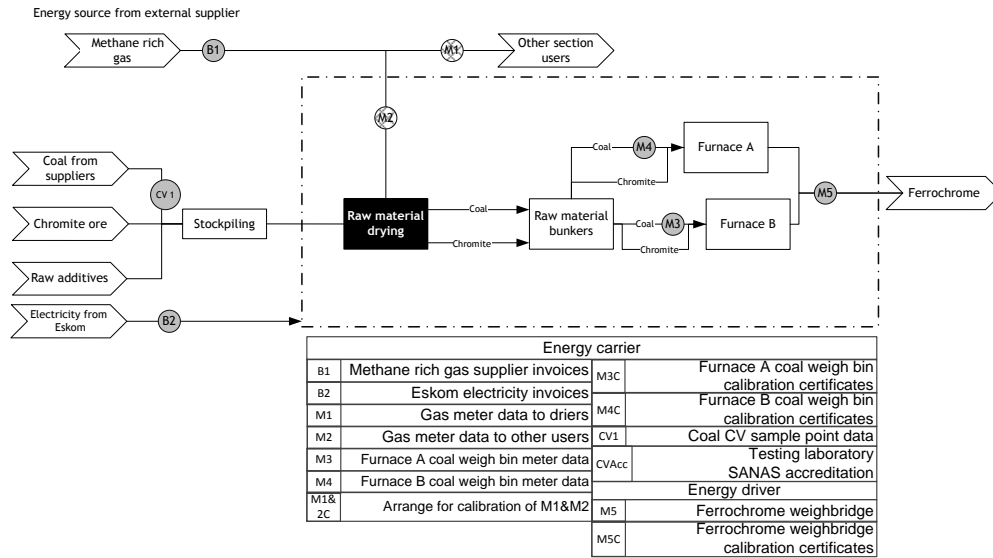 Energy source from external supplier
Methane rich
gas
B1
M1
Other section
users
M2
Coal from
suppliers
CV 1
Chromite ore
Stockpiling
Raw additives
Electricity from
Eskom
B2
Raw material
drying
Coal
Chromite
Raw material
bunkers
Coal
M4
Chromite
Furnace A
Coal
M3
Chromite
Furnace B
M5
Ferrochrome
Energy carrier
B1 Methane rich gas supplier invoices
B2 Eskom electricity invoices
M1 Gas meter data to driers
M2 Gas meter data to other users
M3 Furnace A coal weigh bin meter data
M4 Furnace B coal weigh bin meter data
M1&
2C
Arrange for calibration of M1&M2
M3C
Furnace A coal weigh bin
calibration certificates
M4C
Furnace B coal weigh bin
calibration certificates
CV1 Coal CV sample point data
CVAcc
Testing laboratory
SANAS accreditation
Energy driver
M5 Ferrochrome weighbridge
M5C
Ferrochrome weighbridge
calibration certificates